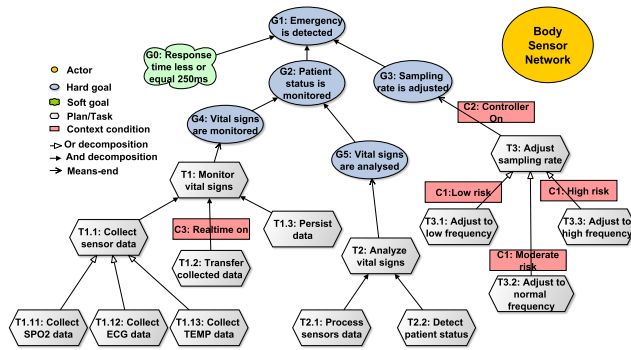 G1: Emergency
is detected
Body
Sensor
Network
G0: Response
time less or
equal 250ms
G2: Patient
status is
monitored
G3: Sampling
rate is adjusted
Actor
Hard goal
Soft goal
Plan/Task
Context condition
Or decomposition
And decomposition
Means-end
G4: Vital signs
are monitored
C2: Controller
On
G5: Vital signs
are analysed
T3: Adjust
sampling rate
T1: Monitor
vital signs
C1:Low risk
C1: High risk
T1.1: Collect
sensor data
C3: Realtime on
T1.3: Persist
data
T3.1: Adjust to
low frequency
T3.3: Adjust to
high frequency
T1.2: Transfer
collected data
T2: Analyze
vital signs
C1: Moderate
risk
T3.2: Adjust to
normal
frequency
T1.11: Collect
SPO2 data
T1.12: Collect
ECG data
T1.13: Collect
TEMP data
T2.1: Process
sensors data
T2.2: Detect
patient status